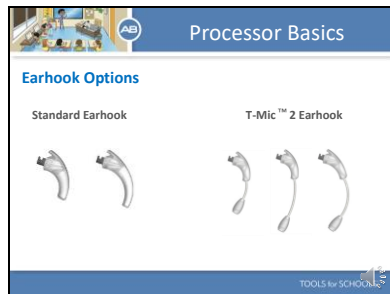 AB
Processor Basics
Earhook Options
Standard Earhook
T-Mic™ 2 Earhook
TOOLS for SCHOOLS